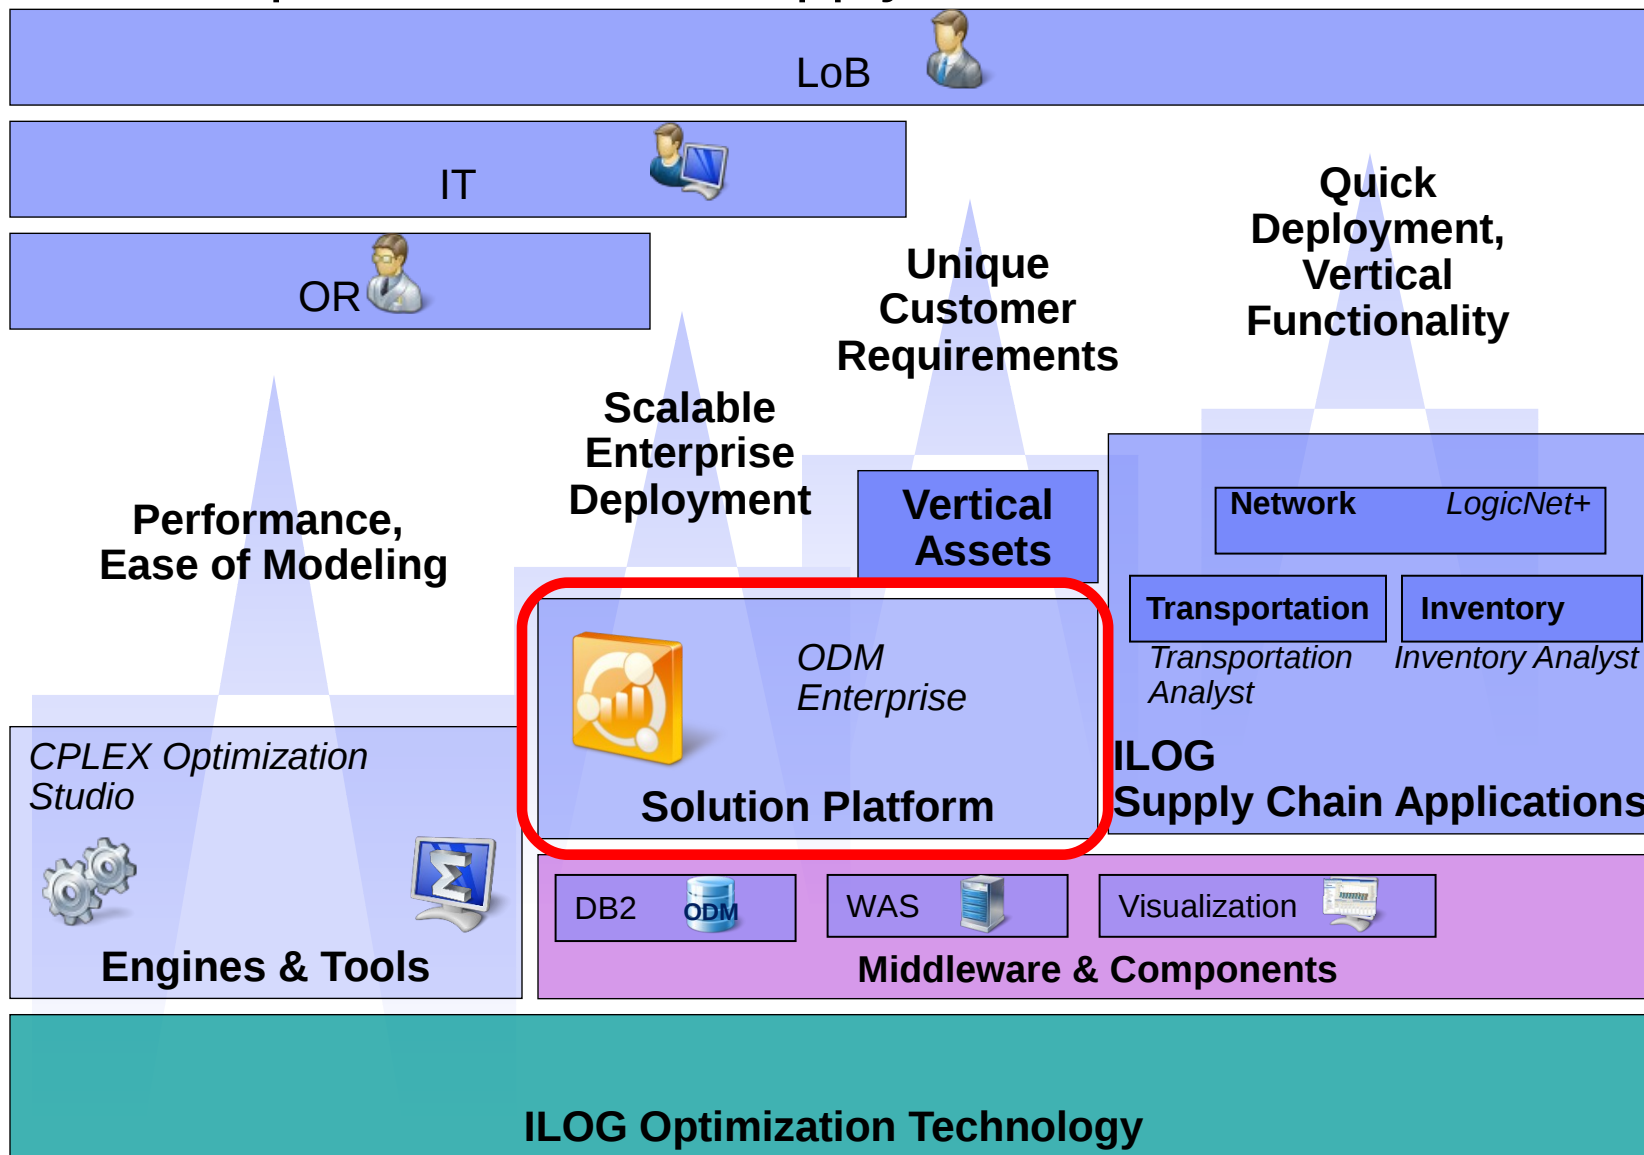 LoB
IT
OR
Quick
Deployment,
Vertical
Functionality
Unique
Customer
Requirements
Scalable
Enterprise
Deployment
Performance,
Ease of Modeling
Vertical
Assets
Network LogicNet+
Transportation
Inventory
Transportation
Analyst
Inventory Analyst
ODM
Enterprise
Solution Platform
ILOG
Supply Chain Applications
CPLEX Optimization
Studio
Engines & Tools
DB2
ODM
WAS
Visualization
Middleware & Components
ILOG Optimization Technology